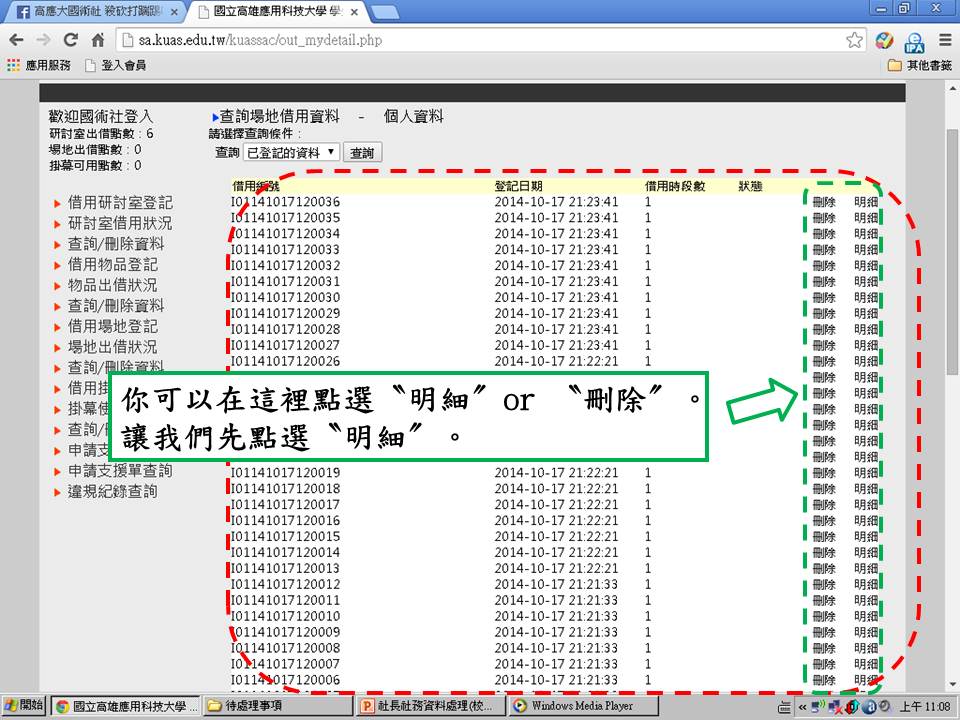 高應大國術社 殺砍打踢踹
國立高雄應用科技大學 學
sa.kuas.edu.tw/kuassac/out_mydetail.php
應用服務 登入會員 其他書籤
歡迎國術社登入
研討室出借點數：6
場地出借點數：0
掛幕可用點數：0
▶查詢場地借用資料 - 個人資料
請選擇查詢條件：
查詢 已登記的資料 ▼ 查詢
借用研討室登記
研討室借用狀況
查詢/刪除資料
借用物品登記
物品出借狀況
查詢/刪除資料
借用場地登記
場地出借狀況
查詢/刪除資料
借用掛
掛幕使
查詢/
申請支
申請支援單查詢
違規紀錄查詢
借用編號 登記日期 借用時段數 狀態
I01141017120036 2014-10-17 21:23:41 1 刪除 明細
I01141017120035 2014-10-17 21:23:41 1 刪除 明細
I01141017120034 2014-10-17 21:23:41 1 刪除 明細
I01141017120033 2014-10-17 21:23:41 1 刪除 明細
I01141017120032 2014-10-17 21:23:41 1 刪除 明細
I01141017120031 2014-10-17 21:23:41 1 刪除 明細
I01141017120030 2014-10-17 21:23:41 1 刪除 明細
I01141017120029 2014-10-17 21:23:41 1 刪除 明細
I01141017120028 2014-10-17 21:23:41 1 刪除 明細
I01141017120027 2014-10-17 21:23:41 1 刪除 明細
I01141017120026 2014-10-17 21:22:21 1 刪除 明細
刪除 明細
刪除 明細
刪除 明細
刪除 明細
刪除 明細
刪除 明細
你可以在這裡點選〝明細〞or 〝刪除〞。
讓我們先點選〝明細〞。
I01141017120019 2014-10-17 21:22:21 1 刪除 明細
I01141017120018 2014-10-17 21:22:21 1 刪除 明細
I01141017120017 2014-10-17 21:22:21 1 刪除 明細
I01141017120016 2014-10-17 21:22:21 1 刪除 明細
I01141017120015 2014-10-17 21:22:21 1 刪除 明細
I01141017120014 2014-10-17 21:22:21 1 刪除 明細
I01141017120013 2014-10-17 21:22:21 1 刪除 明細
I01141017120012 2014-10-17 21:21:33 1 刪除 明細
I01141017120011 2014-10-17 21:21:33 1 刪除 明細
I01141017120010 2014-10-17 21:21:33 1 刪除 明細
I01141017120009 2014-10-17 21:21:33 1 刪除 明細
I01141017120008 2014-10-17 21:21:33 1 刪除 明細
I01141017120007 2014-10-17 21:21:33 1 刪除 明細
I01141017120006 2014-10-17 21:21:33 1 刪除 明細
開始 國立高雄應用科技大學 ... 待處理事項 社長社務資料處理(校... Windows Media Player 上午 11:08